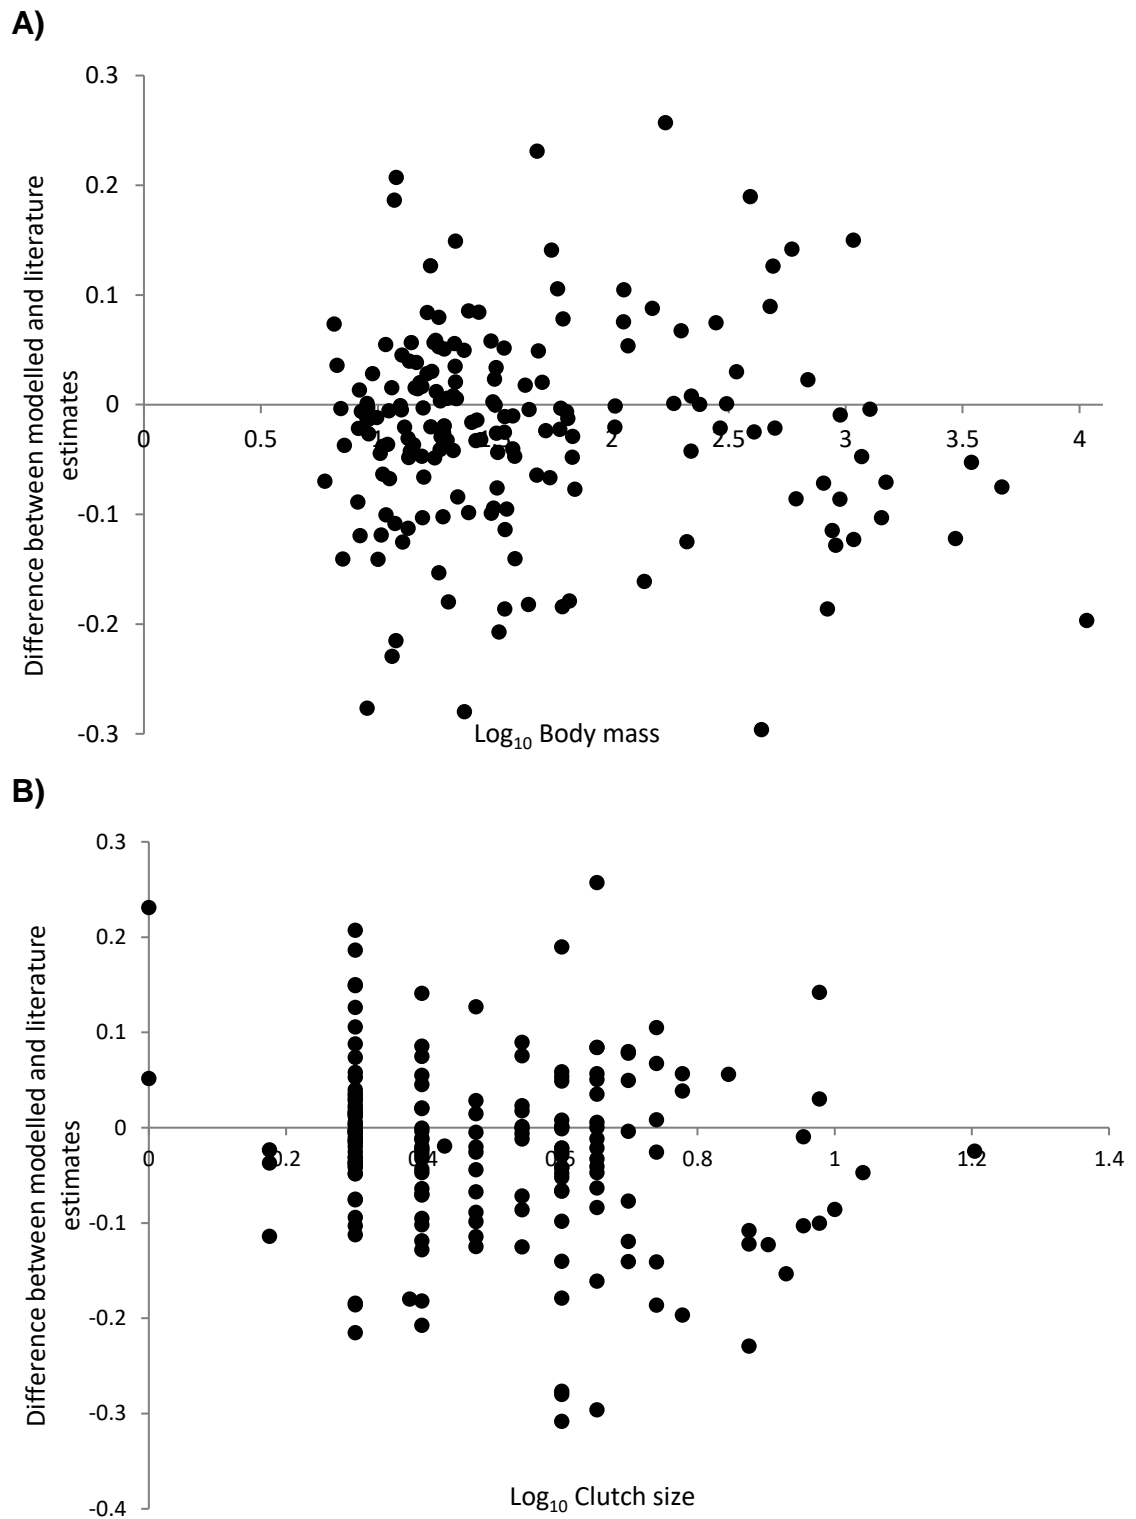 A)
0.3
0.2
0.1
0
-0.1
-0.2
-0.3
0 0.5 1 1.5 2 2.5 3 3.5 4
Difference between modelled and literature
estimates
Log10 Body mass
B)
0.3
0.2
0.1
0
-0.1
-0.2
-0.3
-0.4
0 0.2 0.4 0.6 0.8 1 1.2 1.4
Difference between modelled and literature
estimates
Log10 Clutch size